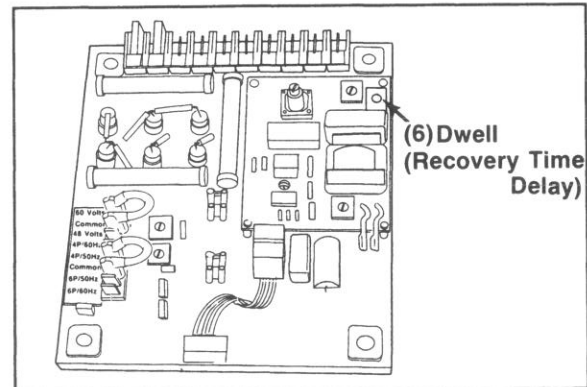 (6) Dwell
(Recovery Time
Delay)
60 Volts
Common
48 Volts
4P/60Hz
4P/50Hz
Common
6P/50Hz
6P/60Hz